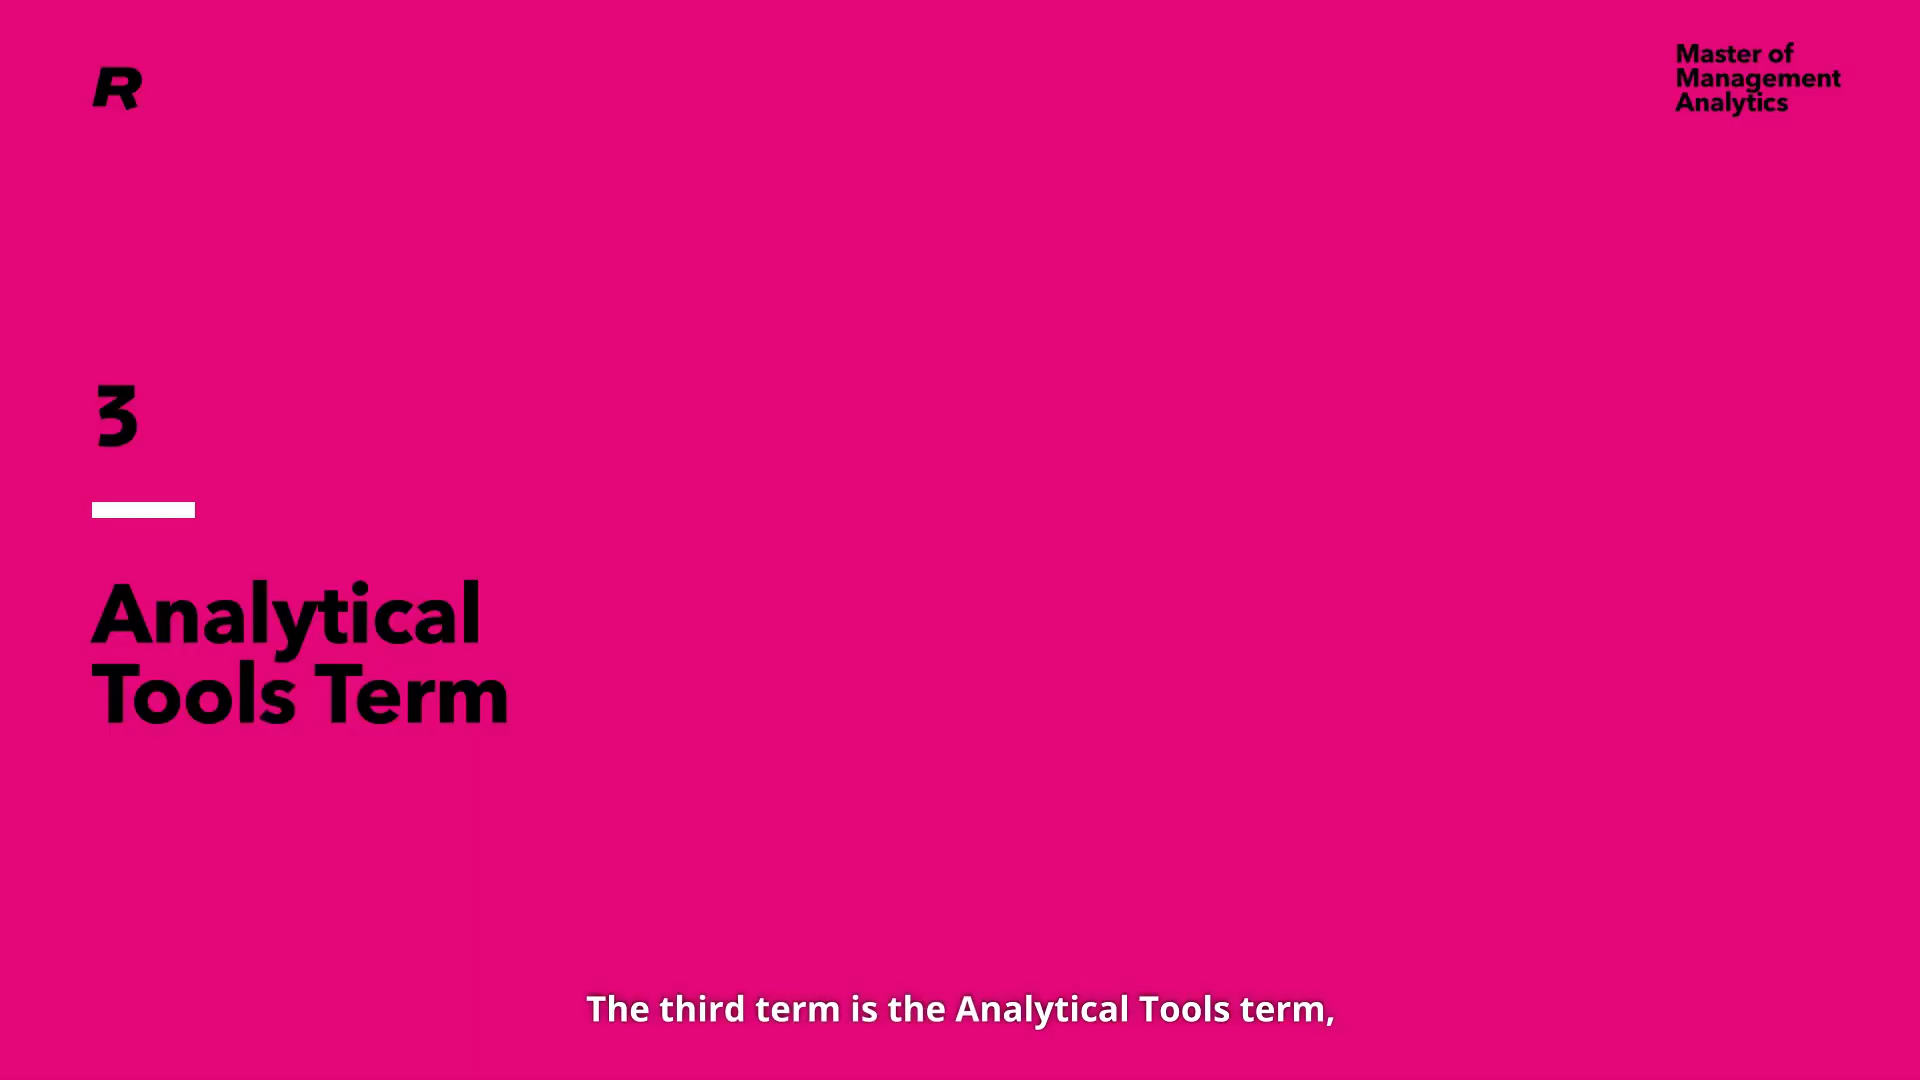 R
Master of
Management
Analytics
3
Analytical
Tools Term
The third term is the Analytical Tools term,